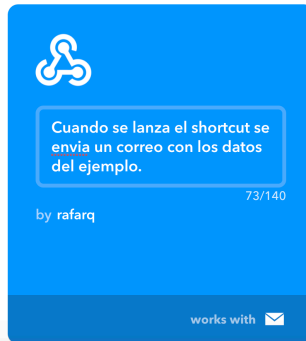 Cuando se lanza el shortcut se
envia un correo con los datos
del ejemplo.
73/140
by rafarq
works with